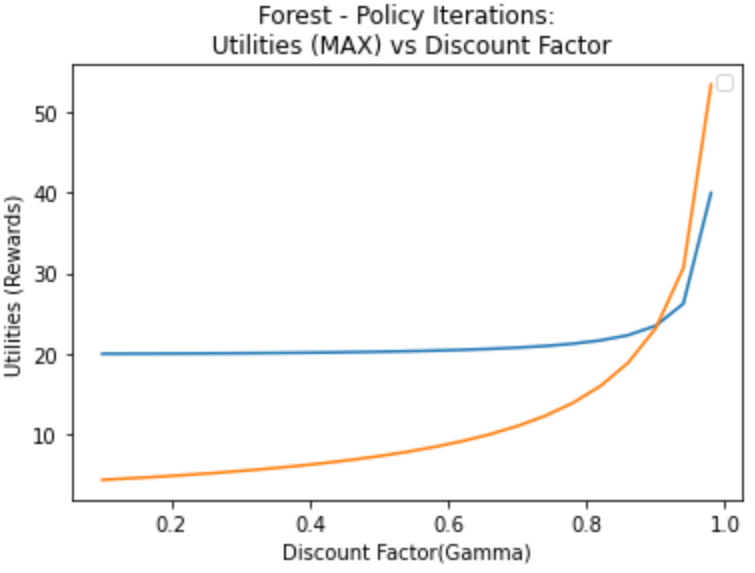 Forest - Policy Iterations:
Utilities (MAX) vs Discount Factor
50
40
30
20
10
Utilities (Rewards)
0.2 0.4 0.6 0.8 1.0
Discount Factor(Gamma)